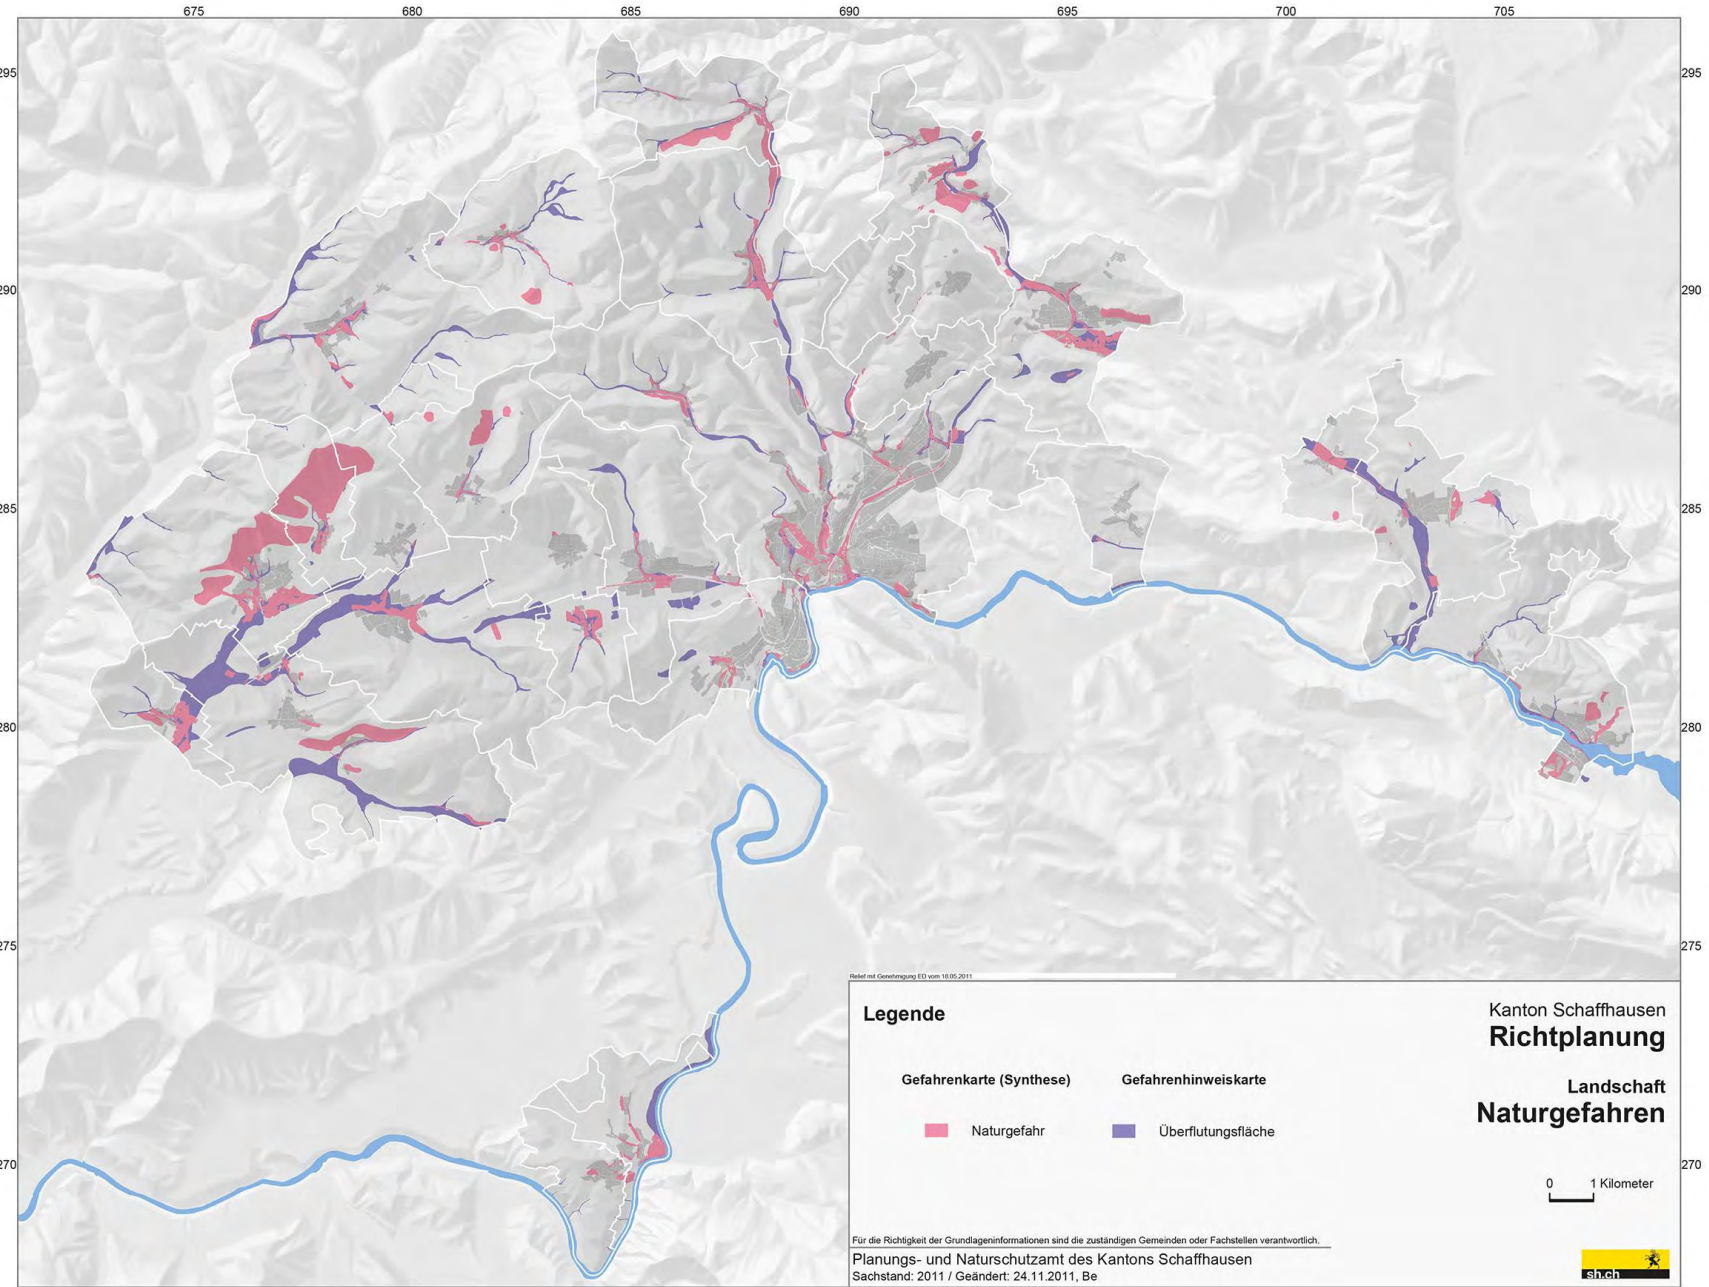 675 680 685 690 695 700 705
295 295
290 290
285 285
280 280
275 275
270 270
Relief mit Genehmigung ED vom 18.05.2011
Legende
Kanton Schaffhausen
Richtplanung
Gefahrenkarte (Synthese) Gefahrenhinweiskarte
Landschaft
Naturgefahren
Naturgefahr Überflutungsfläche
0 1 Kilometer
Für die Richtigkeit der Grundlageninformationen sind die zuständigen Gemeinden oder Fachstellen verantwortlich.
Planungs- und Naturschutzamt des Kantons Schaffhausen
Sachstand: 2011 / Geändert: 24.11.2011, Be
sh.ch